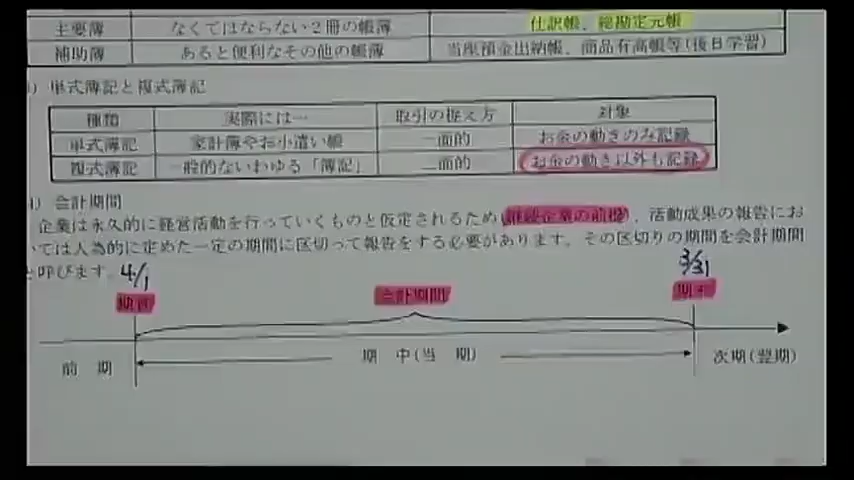 主要簿 なくてはならない2冊の帳簿 仕訳帳、総勘定元帳
補助簿 あると便利なその他の帳簿 当座預金出納帳、商品有高帳等(後日学習)
) 単式簿記と複式簿記
種類 実際には… 取引の捉え方 対象
単式簿記 家計簿やお小遣い帳 一面的 お金の動きのみ記録
複式簿記 一般的ないわゆる「簿記」 二面的 お金の動き以外も記録
4) 会計期間
企業は永久的に経営活動を行っていくものと仮定されるため(継続企業の前提)、活動成果の報告にお
いては人為的に定めた一定の期間に区切って報告をする必要があります。その区切りの期間を会計期間
と呼びます。 4/1 3/31
期首 会計期間 期末
前 期 期 中(当 期) 次期(翌期)